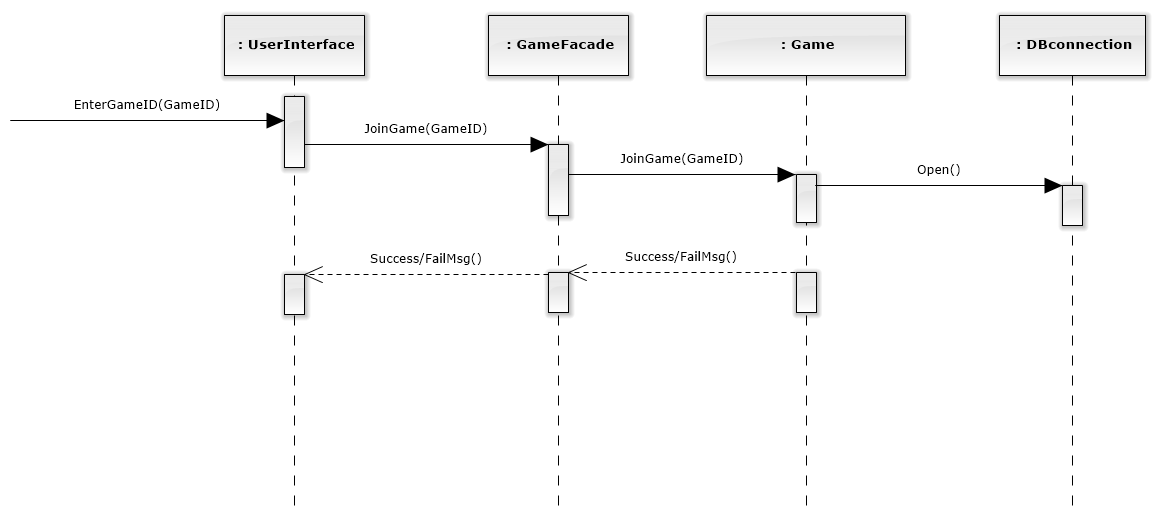 : UserInterface
: GameFacade
: Game
: DBconnection
EnterGameID(GameID)
JoinGame(GameID)
JoinGame(GameID)
Open()
Success/FailMsg()
Success/FailMsg()